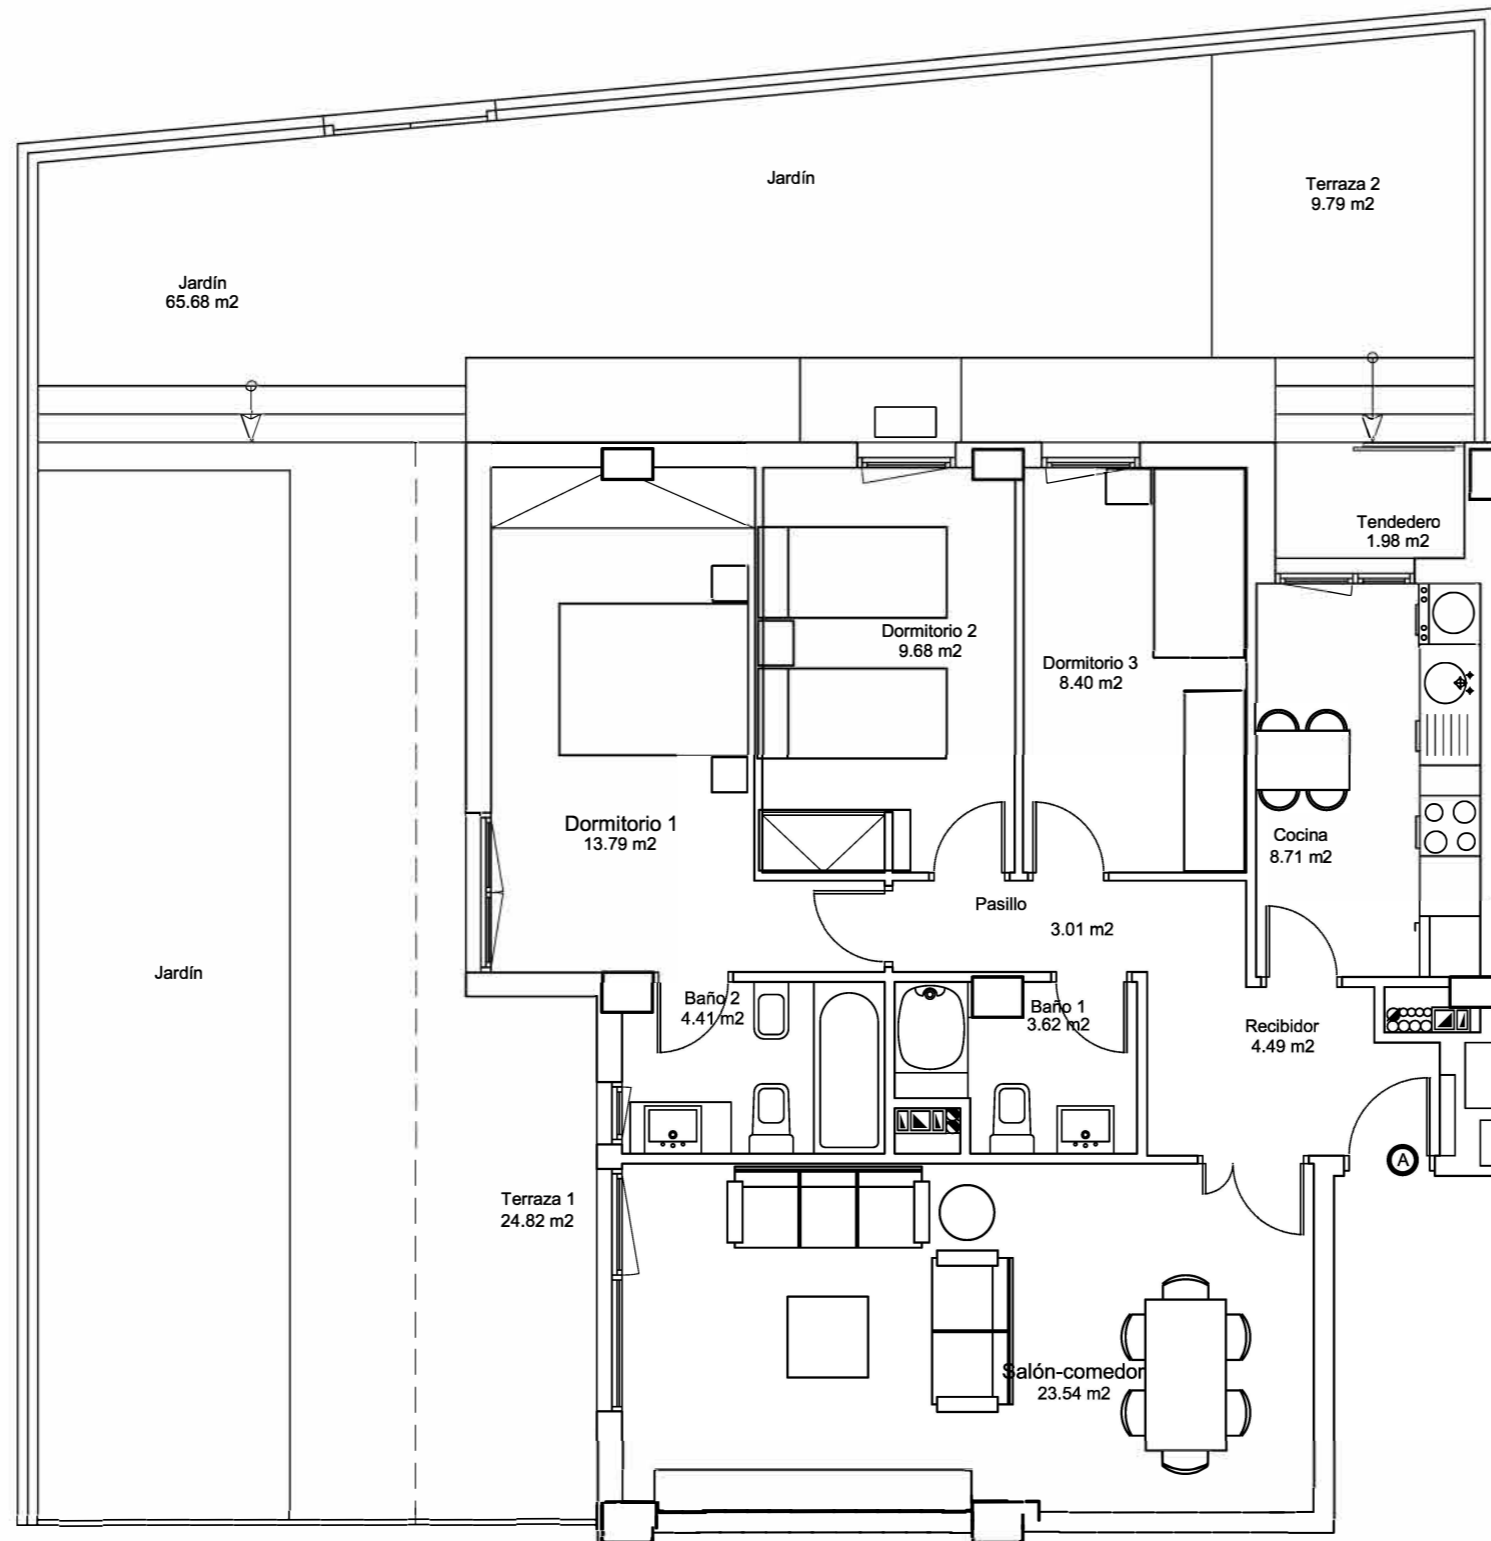 Jardín
Terraza 2
9.79 m2
Jardín
65.68 m2
Tendedero
1.98 m2
Dormitorio 2
9.68 m2
Dormitorio 3
8.40 m2
Dormitorio 1
13.79 m2
Cocina
8.71 m2
Pasillo
3.01 m2
Jardín
Baño 2
4.41 m2
Baño 1
3.62 m2
Recibidor
4.49 m2
A
Terraza 1
24.82 m2
Salón-comedor
23.54 m2